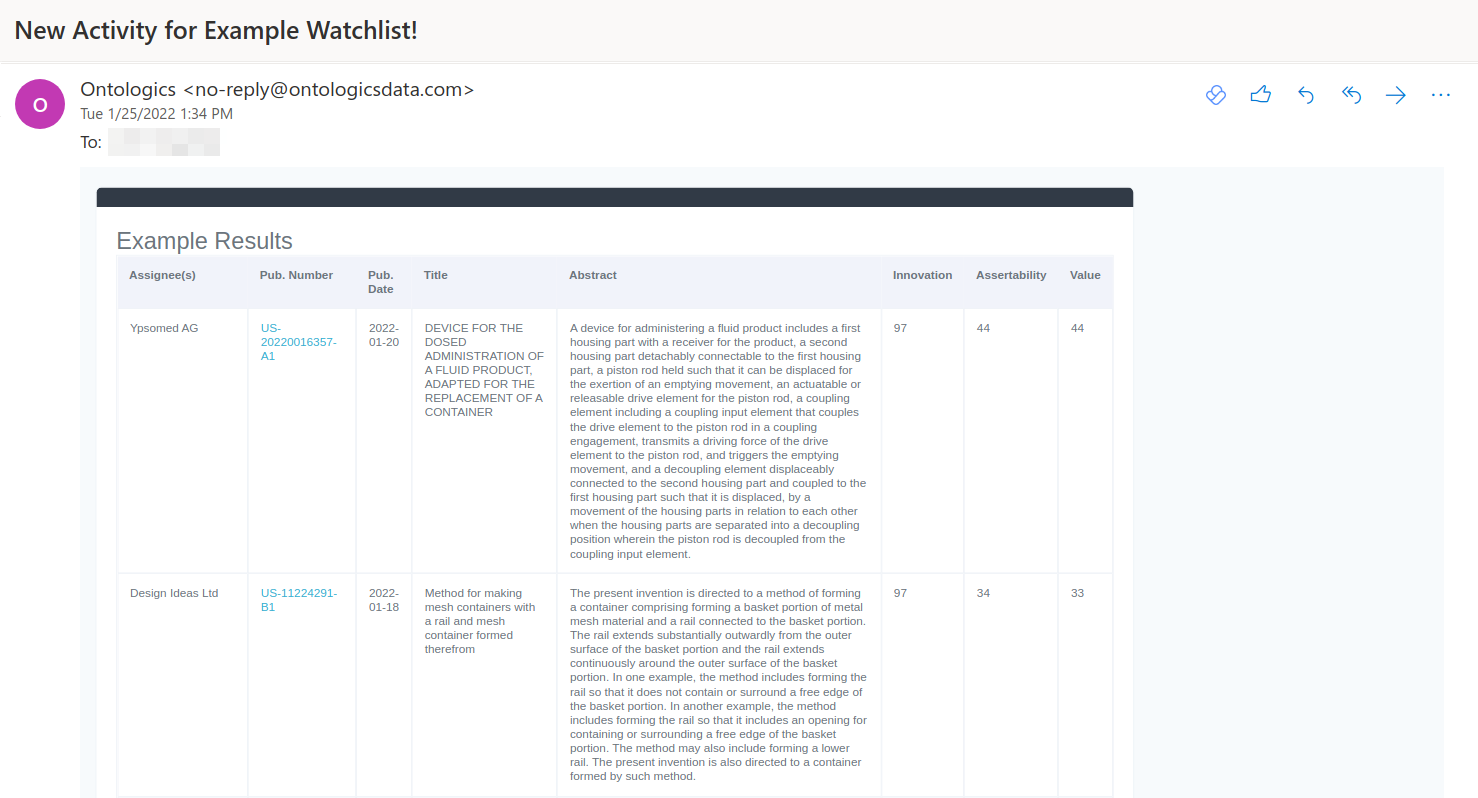 New Activity for Example Watchlist!
O
Ontologics <no-reply@ontologicsdata.com>
Tue 1/25/2022 1:34 PM
To:
Example Results
Assignee(s)
Pub. Number
Pub.
Date
Title
Abstract
Innovation
Assertability
Value
Ypsomed AG
US-
20220016357-
A1
2022-
01-20
DEVICE FOR THE
DOSED
ADMINISTRATION OF
A FLUID PRODUCT,
ADAPTED FOR THE
REPLACEMENT OF A
CONTAINER
A device for administering a fluid product includes a first
housing part with a receiver for the product, a second
housing part detachably connectable to the first housing
part, a piston rod held such that it can be displaced for
the exertion of an emptying movement, an actuatable or
releasable drive element for the piston rod, a coupling
element including a coupling input element that couples
the drive element to the piston rod in a coupling
engagement, transmits a driving force of the drive
element to the piston rod, and triggers the emptying
movement, and a decoupling element displaceably
connected to the second housing part and coupled to the
first housing part such that it is displaced, by a
movement of the housing parts in relation to each other
when the housing parts are separated into a decoupling
position wherein the piston rod is decoupled from the
coupling input element.
97
44
44
Design Ideas Ltd
US-11224291-
B1
2022-
01-18
Method for making
mesh containers with
a rail and mesh
container formed
therefrom
The present invention is directed to a method of forming
a container comprising forming a basket portion of metal
mesh material and a rail connected to the basket portion.
The rail extends substantially outwardly from the outer
surface of the basket portion and the rail extends
continuously around the outer surface of the basket
portion. In one example, the method includes forming the
rail so that it does not contain or surround a free edge of
the basket portion. In another example, the method
includes forming the rail so that it includes an opening for
containing or surrounding a free edge of the basket
portion. The method may also include forming a lower
rail. The present invention is also directed to a container
formed by such method.
97
34
33